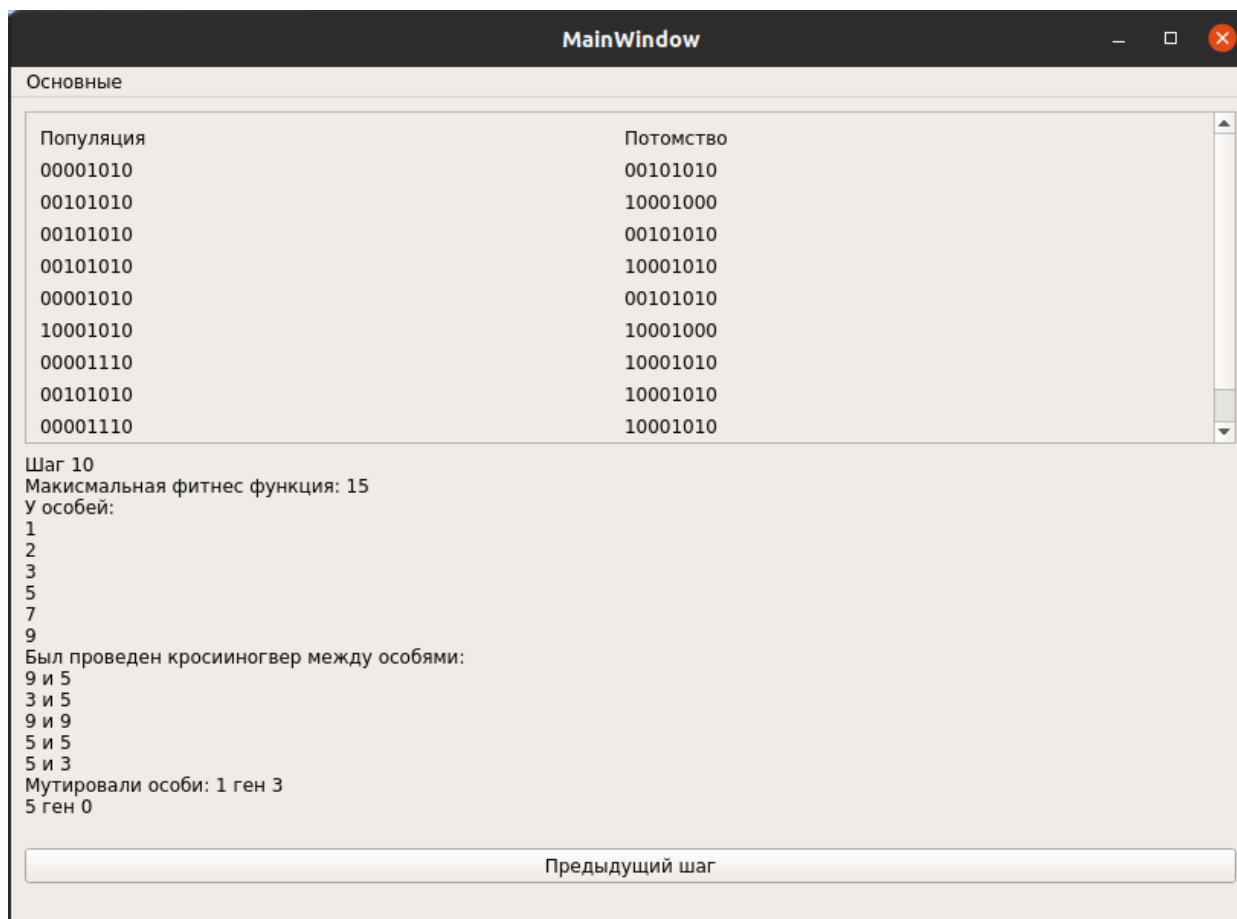 MainWindow
Основные
Популяция Потомство
00001010 00101010
00101010 10001000
00101010 00101010
00101010 10001010
00001010 00101010
10001010 10001000
00001110 10001010
00101010 10001010
00001110 10001010
Шаг 10
Макисмальная фитнес функция: 15
У особей:
1
2
3
5
7
9
Был проведен кросииногвер между особями:
9 и 5
3 и 5
9 и 9
5 и 5
5 и 3
Мутировали особи: 1 ген 3
5 ген 0
Предыдущий шаг